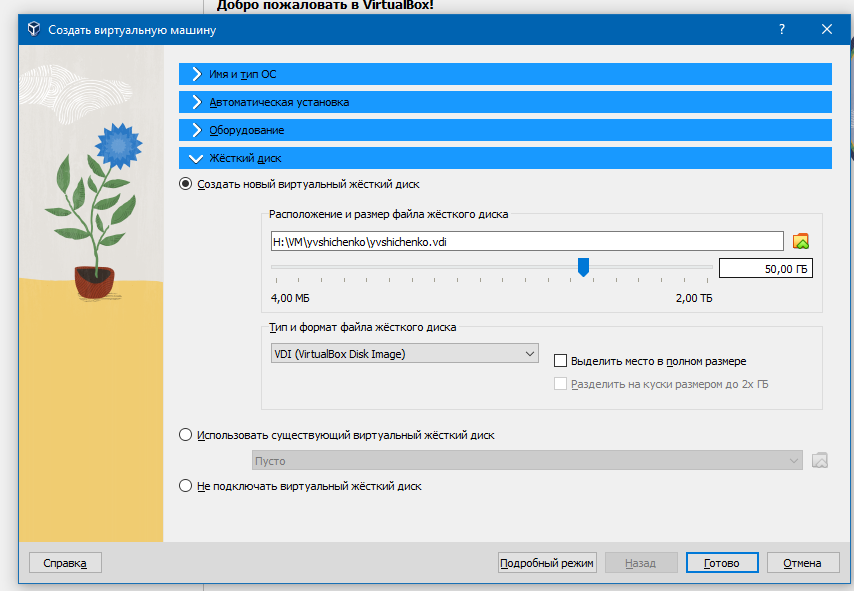 Добро пожаловать в VirtualBox!
Создать виртуальную машину
?
Имя и тип ОС
Автоматическая установка
Оборудование
Жёсткий диск
Создать новый виртуальный жёсткий диск
Расположение и размер файла жёсткого диска
H:\VM\yvshichenko\yvshichenko.vdi
50,00 ГБ
4,00 МБ
2,00 ТБ
Тип и формат файла жёсткого диска
VDI (VirtualBox Disk Image)
Выделить место в полном размере
Разделить на куски размером до 2х ГБ
Использовать существующий виртуальный жёсткий диск
Пусто
Не подключать виртуальный жёсткий диск
Справка
Подробный режим
Назад
Готово
Отмена